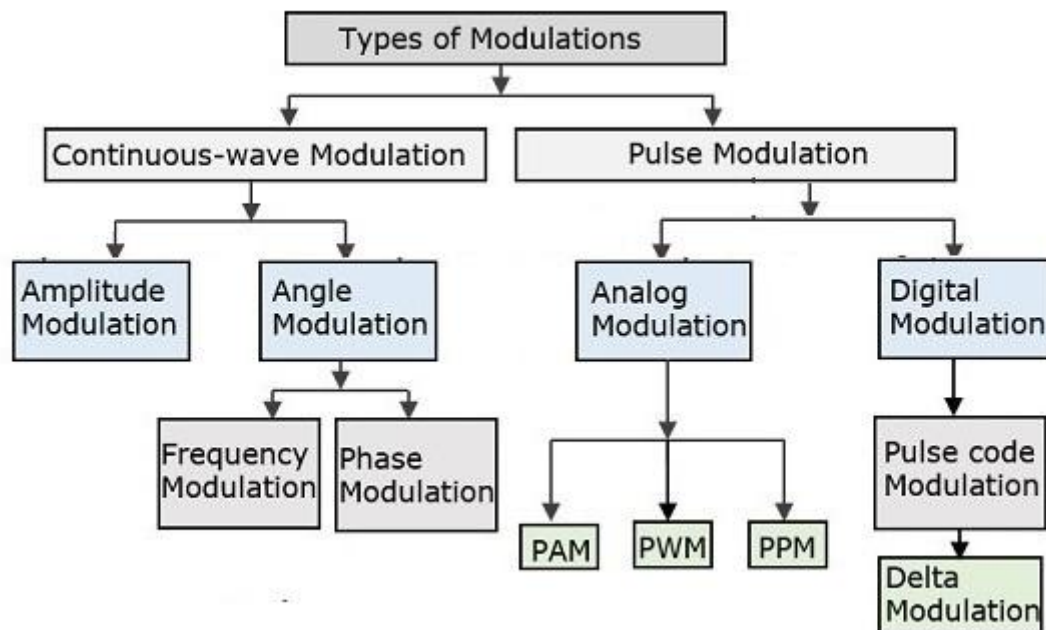 Types of Modulations
Continuous-wave Modulation
Pulse Modulation
Amplitude
Modulation
Angle
Modulation
Analog
Modulation
Digital
Modulation
Frequency
Modulation
Phase
Modulation
Pulse code
Modulation
PAM
PWM
PPM
Delta
Modulation